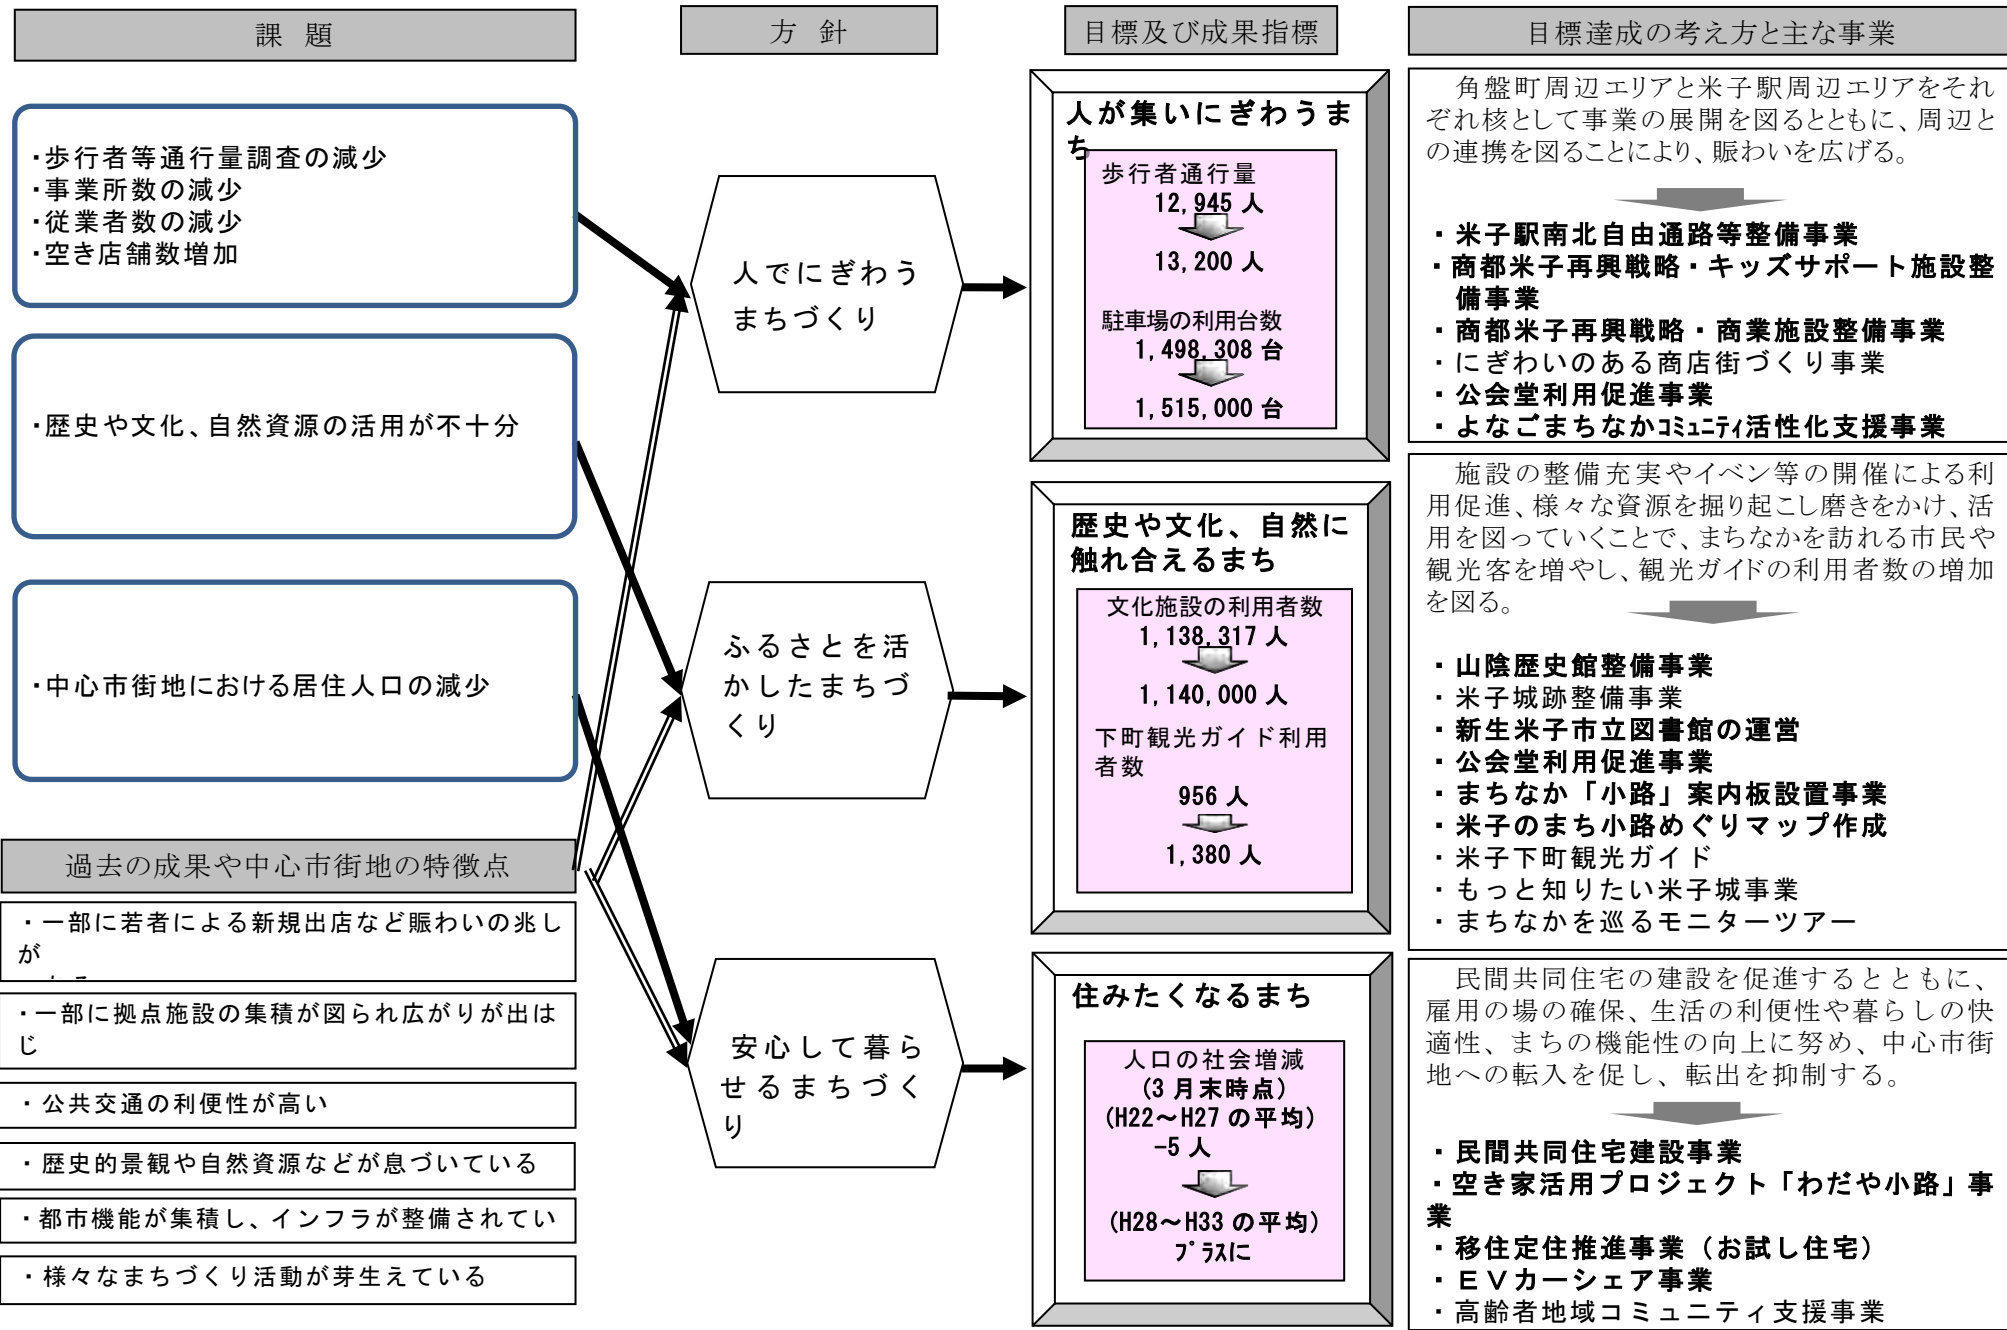 課 題
・歩行者等通行量調査の減少
・事業所数の減少
・従業者数の減少
・空き店舗数増加
・歴史や文化、自然資源の活用が不十分
・中心市街地における居住人口の減少
過去の成果や中心市街地の特徴点
・一部に若者による新規出店など賑わいの兆し
が
・一部に拠点施設の集積が図られ広がりが出は
じ
・公共交通の利便性が高い
・歴史的景観や自然資源などが息づいている
・都市機能が集積し、インフラが整備されてい
・様々なまちづくり活動が芽生えている
方 針
人でにぎわう
まちづくり
ふるさとを活
かしたまちづ
くり
安心して暮ら
せるまちづく
り
目標及び成果指標
人が集いにぎわうま
ち
歩行者通行量
12,945 人
13,200 人
駐車場の利用台数
1,498,308 台
1,515,000 台
歴史や文化、自然に
触れ合えるまち
文化施設の利用者数
1,138,317 人
1,140,000 人
下町観光ガイド利用
者数
956 人
1,380 人
住みたくなるまち
人口の社会増減
(3 月末時点)
(H22～H27 の平均)
-5 人
(H28～H33 の平均)
ﾌﾟﾗｽに
目標達成の考え方と主な事業
角盤町周辺エリアと米子駅周辺エリアをそれ
ぞれ核として事業の展開を図るとともに、周辺と
の連携を図ることにより、賑わいを広げる。
・米子駅南北自由通路等整備事業
・商都米子再興戦略・キッズサポート施設整
備事業
・商都米子再興戦略・商業施設整備事業
・にぎわいのある商店街づくり事業
・公会堂利用促進事業
・よなごまちなかｺﾐｭﾆﾃｨ活性化支援事業
施設の整備充実やイベン等の開催による利
用促進、様々な資源を掘り起こし磨きをかけ、活
用を図っていくことで、まちなかを訪れる市民や
観光客を増やし、観光ガイドの利用者数の増加
を図る。
・山陰歴史館整備事業
・米子城跡整備事業
・新生米子市立図書館の運営
・公会堂利用促進事業
・まちなか「小路」案内板設置事業
・米子のまち小路めぐりマップ作成
・米子下町観光ガイド
・もっと知りたい米子城事業
・まちなかを巡るモニターツアー
民間共同住宅の建設を促進するとともに、
雇用の場の確保、生活の利便性や暮らしの快
適性、まちの機能性の向上に努め、中心市街
地への転入を促し、転出を抑制する。
・民間共同住宅建設事業
・空き家活用プロジェクト「わだや小路」事
業
・移住定住推進事業（お試し住宅）
・ＥＶカーシェア事業
・高齢者地域コミュニティ支援事業